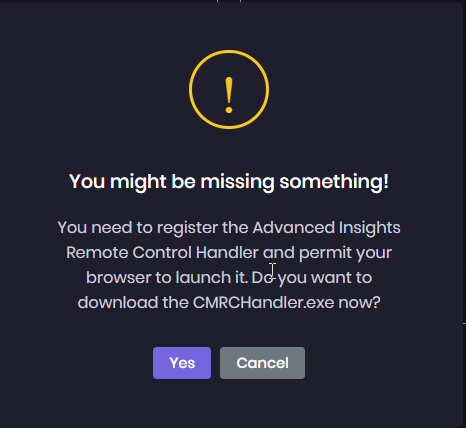 !
You might be missing something!
You need to register the Advanced Insights
Remote Control Handler and permit your
browser to launch it. Do you want to
download the CMRCHandler.exe now?
Yes
Cancel